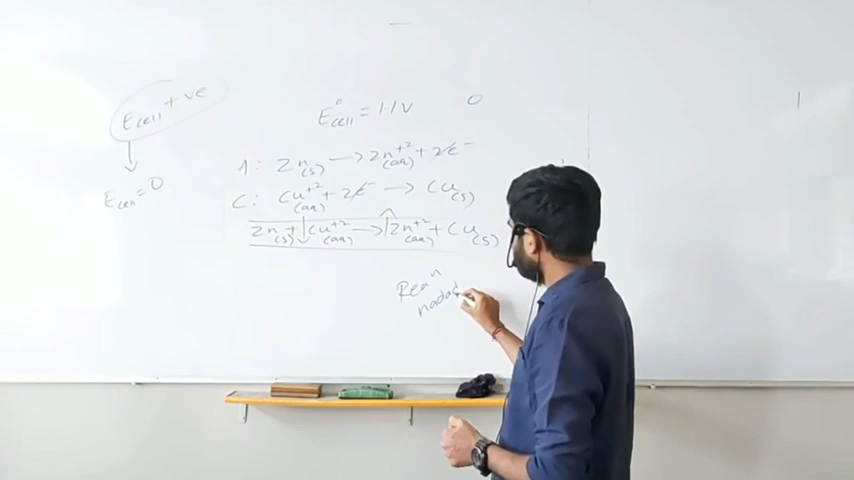 Ecell +ve
Ecell = 0
E°cell = 1.1V 0
A: Zn(s) → Zn+2(aq) + 2e-
C: Cu+2(aq) + 2e- → Cu(s)
Zn(s) + Cu+2(aq) → Zn+2(aq) + Cu(s)
Rea n